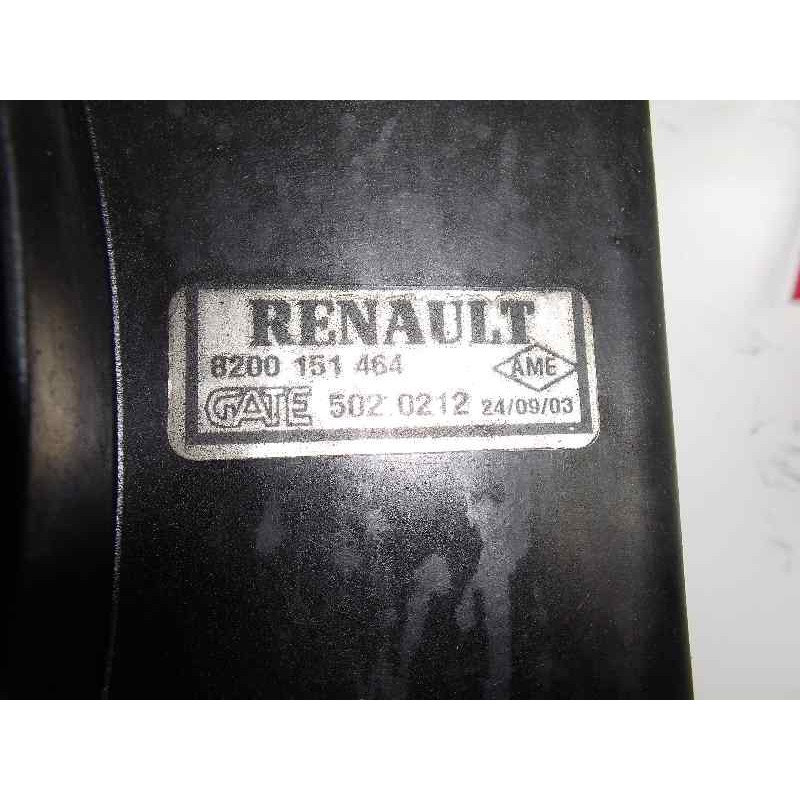 RENAULT
8200 151 464 AME
GATE 502 0212 24/09/03